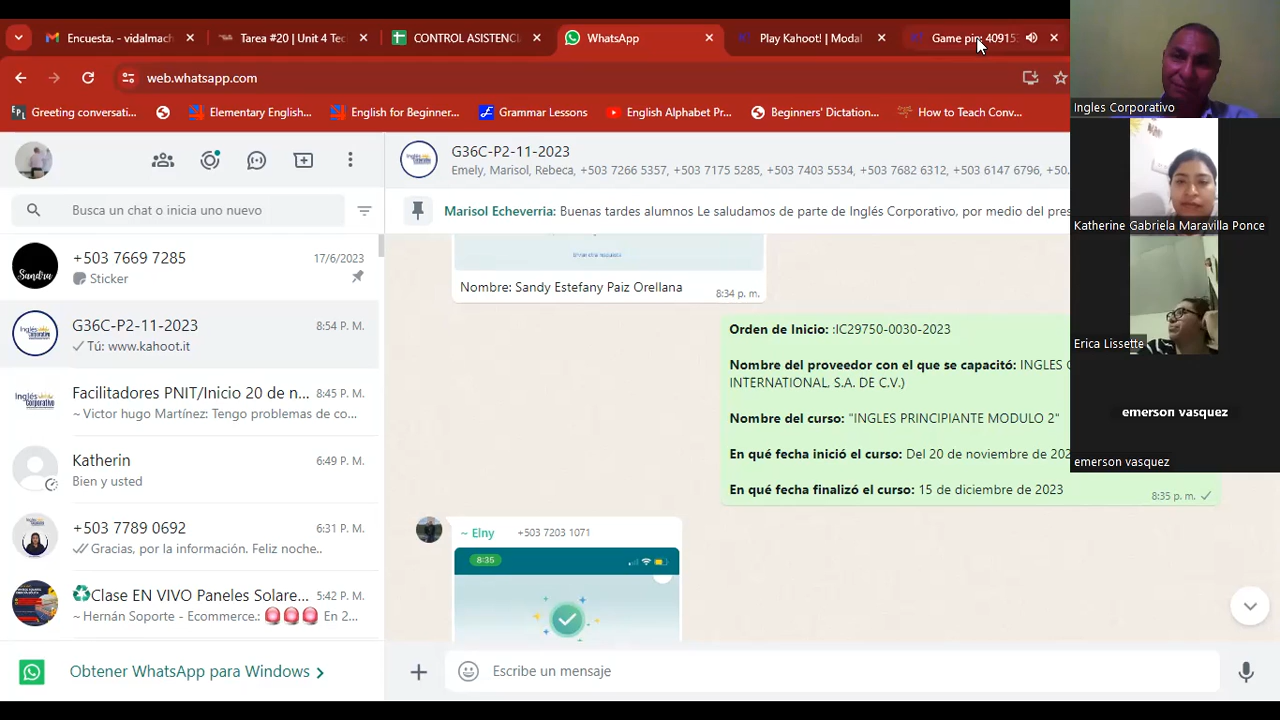 Encuesta. - vidalmach
Tarea #20 | Unit 4 Tec
CONTROL ASISTENC
WhatsApp
Play Kahoot! | Modal
Game pin: 40915
web.whatsapp.com
Greeting conversati...
Elementary English...
English for Beginner...
Grammar Lessons
English Alphabet Pr...
Beginners' Dictation...
How to Teach Conv...
Ingles Corporativo
Katherine Gabriela Maravilla Ponce
Erica Lissette
emerson vasquez
emerson vasquez
Busca un chat o inicia uno nuevo
Sandra
+503 7669 7285
17/6/2023
Sticker
G36C-P2-11-2023
8:54 P. M.
Tú: www.kahoot.it
Facilitadores PNIT/Inicio 20 de n...
8:45 P. M.
~ Victor hugo Martínez: Tengo problemas de co...
Katherin
6:49 P. M.
Bien y usted
+503 7789 0692
6:31 P. M.
Gracias, por la información. Feliz noche..
Clase EN VIVO Paneles Solare...
5:42 P. M.
~ Hernán Soporte - Ecommerce.: En 2...
Obtener WhatsApp para Windows
G36C-P2-11-2023
Emely, Marisol, Rebeca, +503 7266 5357, +503 7175 5285, +503 7403 5534, +503 7682 6312, +503 6147 6796, +50...
Marisol Echeverria: Buenas tardes alumnos Le saludamos de parte de Inglés Corporativo, por medio del pres
Nombre: Sandy Estefany Paiz Orellana
8:34 p. m.
Orden de Inicio: :IC29750-0030-2023
Nombre del proveedor con el que se capacitó: INGLES
INTERNATIONAL, S.A. DE C.V.)
Nombre del curso: "INGLES PRINCIPIANTE MODULO 2"
En qué fecha inició el curso: Del 20 de noviembre de 202
En qué fecha finalizó el curso: 15 de diciembre de 2023
8:35 p. m.
~ Elny +503 7203 1071
8:35
Escribe un mensaje